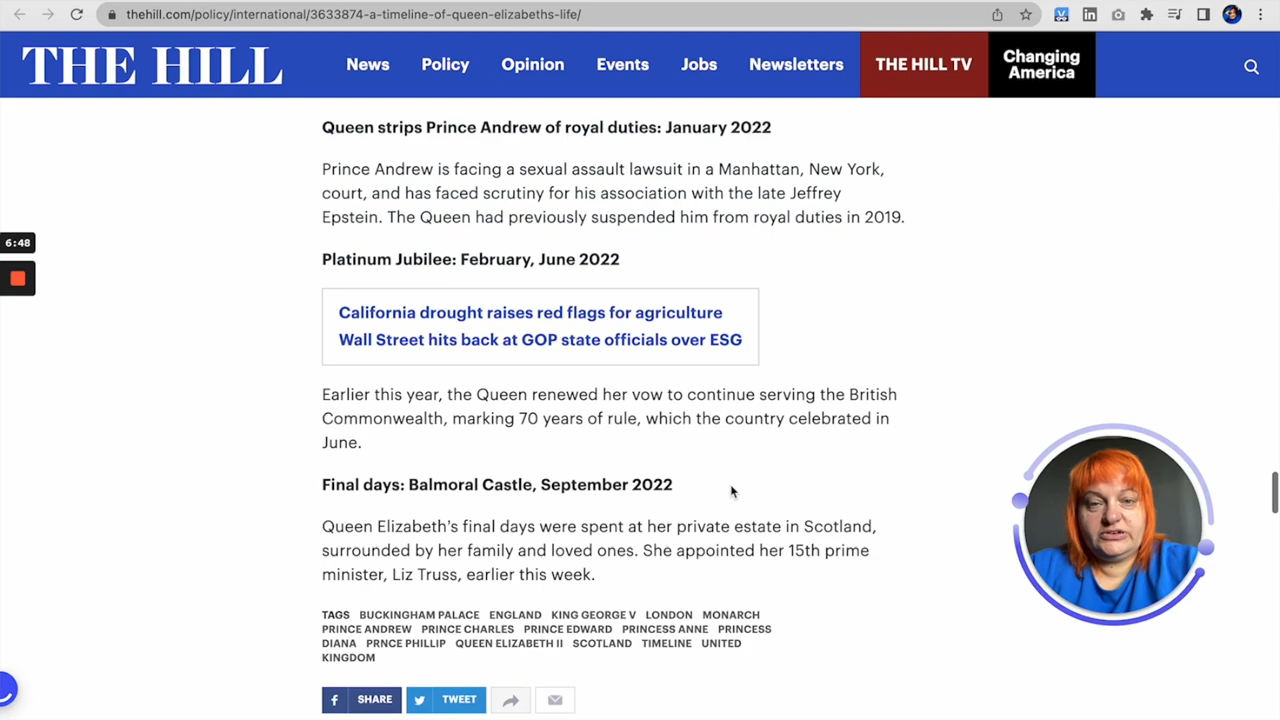 thehill.com/policy/international/3633874-a-timeline-of-queen-elizabeths-life/
THE HILL
News Policy Opinion Events Jobs Newsletters THE HILL TV Changing
America
Queen strips Prince Andrew of royal duties: January 2022
Prince Andrew is facing a sexual assault lawsuit in a Manhattan, New York,
court, and has faced scrutiny for his association with the late Jeffrey
Epstein. The Queen had previously suspended him from royal duties in 2019.
6:48
Platinum Jubilee: February, June 2022
California drought raises red flags for agriculture
Wall Street hits back at GOP state officials over ESG
Earlier this year, the Queen renewed her vow to continue serving the British
Commonwealth, marking 70 years of rule, which the country celebrated in
June.
Final days: Balmoral Castle, September 2022
Queen Elizabeth's final days were spent at her private estate in Scotland,
surrounded by her family and loved ones. She appointed her 15th prime
minister, Liz Truss, earlier this week.
TAGS BUCKINGHAM PALACE ENGLAND KING GEORGE V LONDON MONARCH
PRINCE ANDREW PRINCE CHARLES PRINCE EDWARD PRINCESS ANNE PRINCESS
DIANA PRNCE PHILLIP QUEEN ELIZABETH II SCOTLAND TIMELINE UNITED
KINGDOM
SHARE TWEET